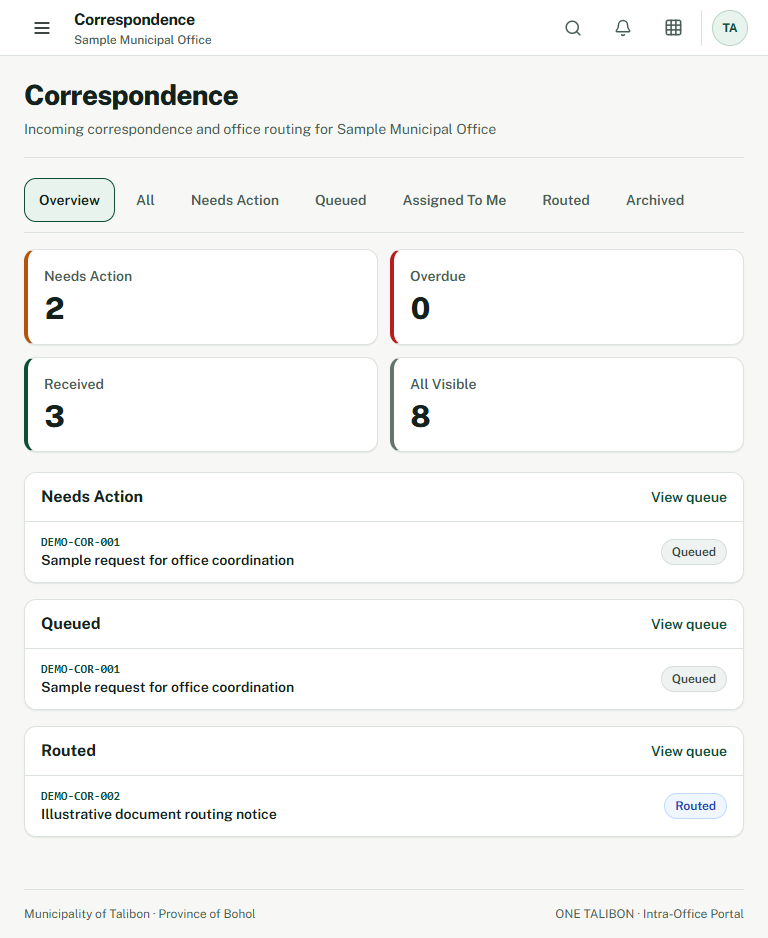 Correspondence
Sample Municipal Office
TA
Correspondence
Incoming correspondence and office routing for Sample Municipal Office
Overview All Needs Action Queued Assigned To Me Routed Archived
Needs Action
2
Overdue
0
Received
3
All Visible
8
Needs Action View queue
DEMO-COR-001
Sample request for office coordination
Queued
Queued View queue
DEMO-COR-001
Sample request for office coordination
Queued
Routed View queue
DEMO-COR-002
Illustrative document routing notice
Routed
Municipality of Talibon · Province of Bohol ONE TALIBON · Intra-Office Portal